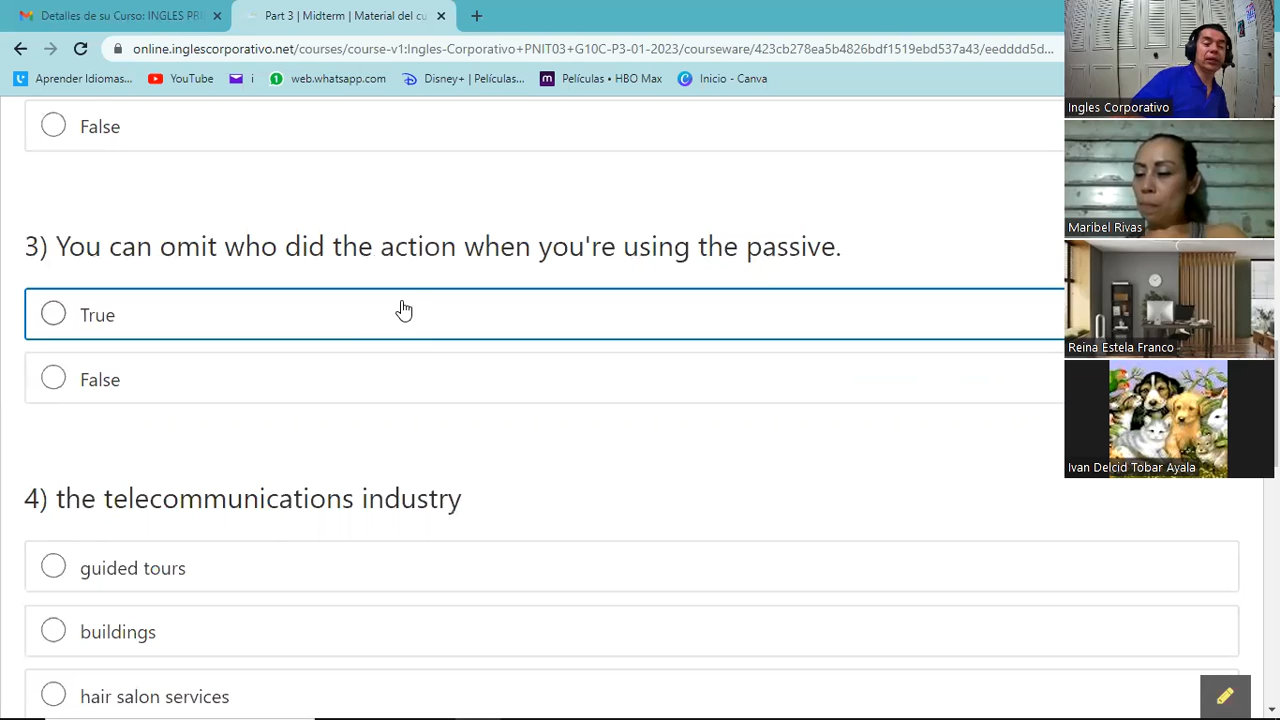 Detalles de su Curso: INGLES PRI
Part 3 | Midterm | Material del cu
online.inglescorporativo.net/courses/course-v1:Ingles-Corporativo+PNIT03+G10C-P3-01-2023/courseware/423cb278ea5b4826bdf1519ebd537a43/eedddd5d...
Aprender Idiomas...
YouTube
i
web.whatsapp.com
Disney+ | Películas...
Películas • HBO Max
Inicio - Canva
False
3) You can omit who did the action when you're using the passive.
True
False
4) the telecommunications industry
guided tours
buildings
hair salon services
Ingles Corporativo
Maribel Rivas
Reina Estela Franco -
Ivan Delcid Tobar Ayala